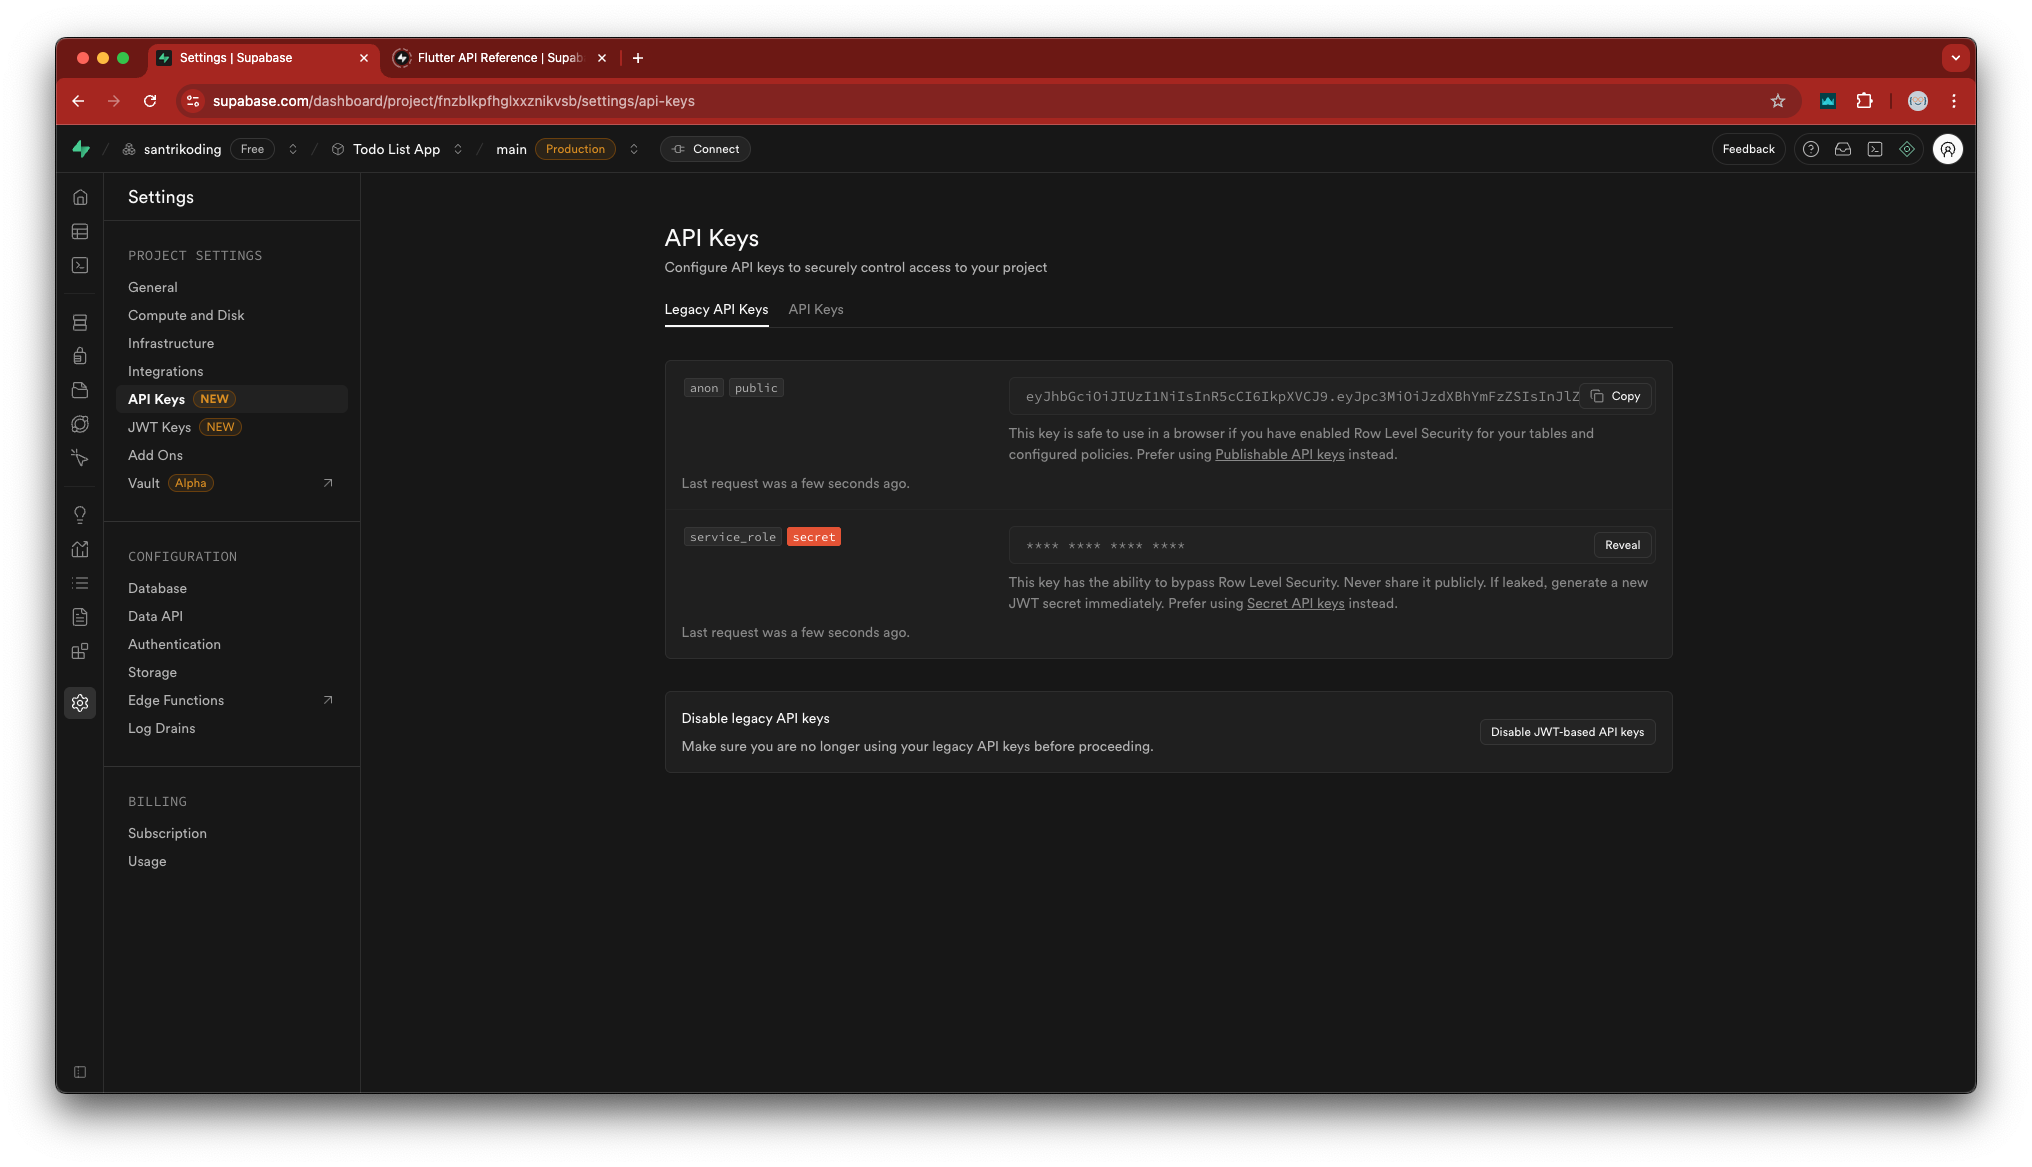 Settings | Supabase
Flutter API Reference | Supab
supabase.com/dashboard/project/fnzblkpfhglxxznikvsb/settings/api-keys
santrikoding Free Todo List App main Production Connect Feedback
Settings
PROJECT SETTINGS
General
Compute and Disk
Infrastructure
Integrations
API Keys NEW
JWT Keys NEW
Add Ons
Vault Alpha
CONFIGURATION
Database
Data API
Authentication
Storage
Edge Functions
Log Drains
BILLING
Subscription
Usage
API Keys
Configure API keys to securely control access to your project
Legacy API Keys API Keys
anon public
eyJhbGciOiJIUzI1NiIsInR5cCI6IkpXVCJ9.eyJpc3MiOiJzdXBhYmFzZSIsInJlZ Copy
This key is safe to use in a browser if you have enabled Row Level Security for your tables and
configured policies. Prefer using Publishable API keys instead.
Last request was a few seconds ago.
service_role secret
**** **** **** **** Reveal
This key has the ability to bypass Row Level Security. Never share it publicly. If leaked, generate a new
JWT secret immediately. Prefer using Secret API keys instead.
Last request was a few seconds ago.
Disable legacy API keys
Make sure you are no longer using your legacy API keys before proceeding.
Disable JWT-based API keys